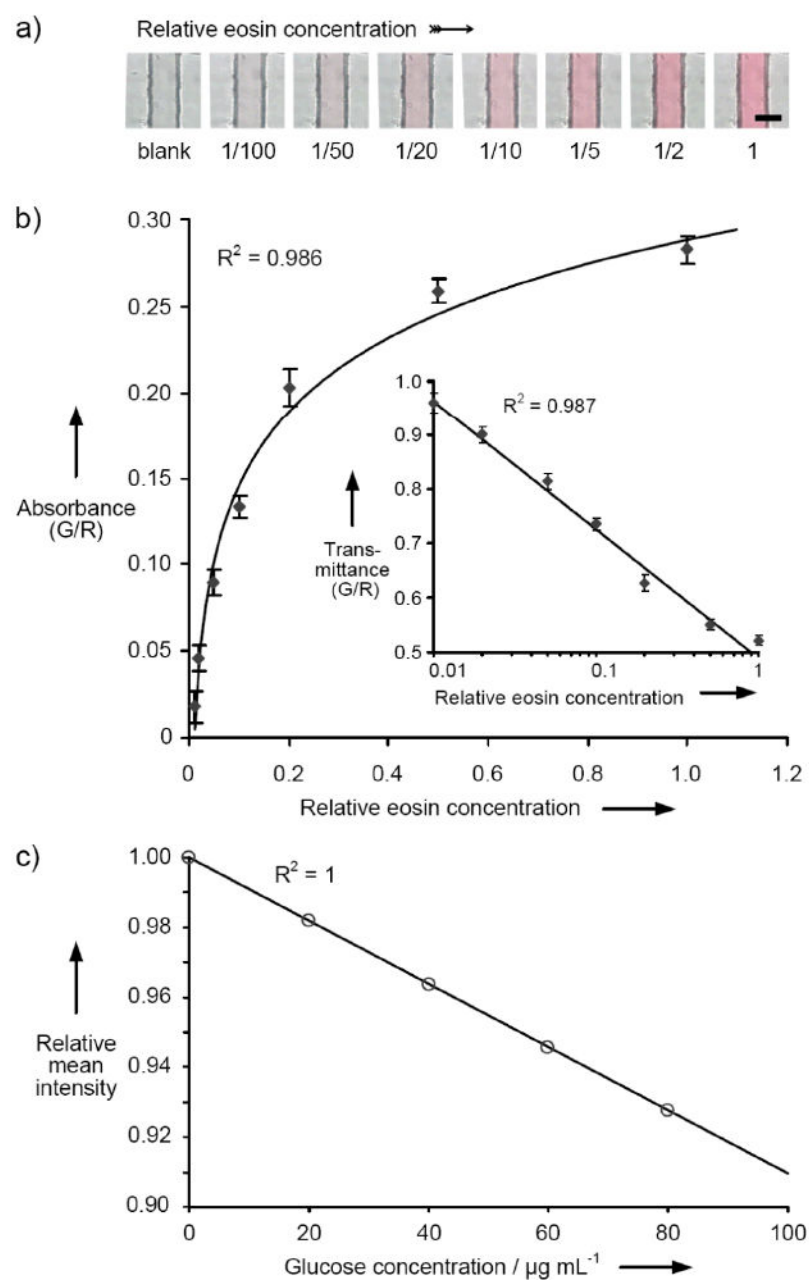 a)
Relative eosin concentration
blank 1/100 1/50 1/20 1/10 1/5 1/2 1
b)
0.30
R² = 0.986
0.25
0.20
0.15
0.10
0.05
0
Absorbance
(G/R)
0 0.2 0.4 0.6 0.8 1.0 1.2
Relative eosin concentration
1.0
R² = 0.987
0.9
0.8
0.7
0.6
0.5
Trans-
mittance
(G/R)
0.01 0.1 1
Relative eosin concentration
c)
1.00
R² = 1
0.98
0.96
0.94
0.92
0.90
Relative
mean
intensity
0 20 40 60 80 100
Glucose concentration / µg mL⁻¹